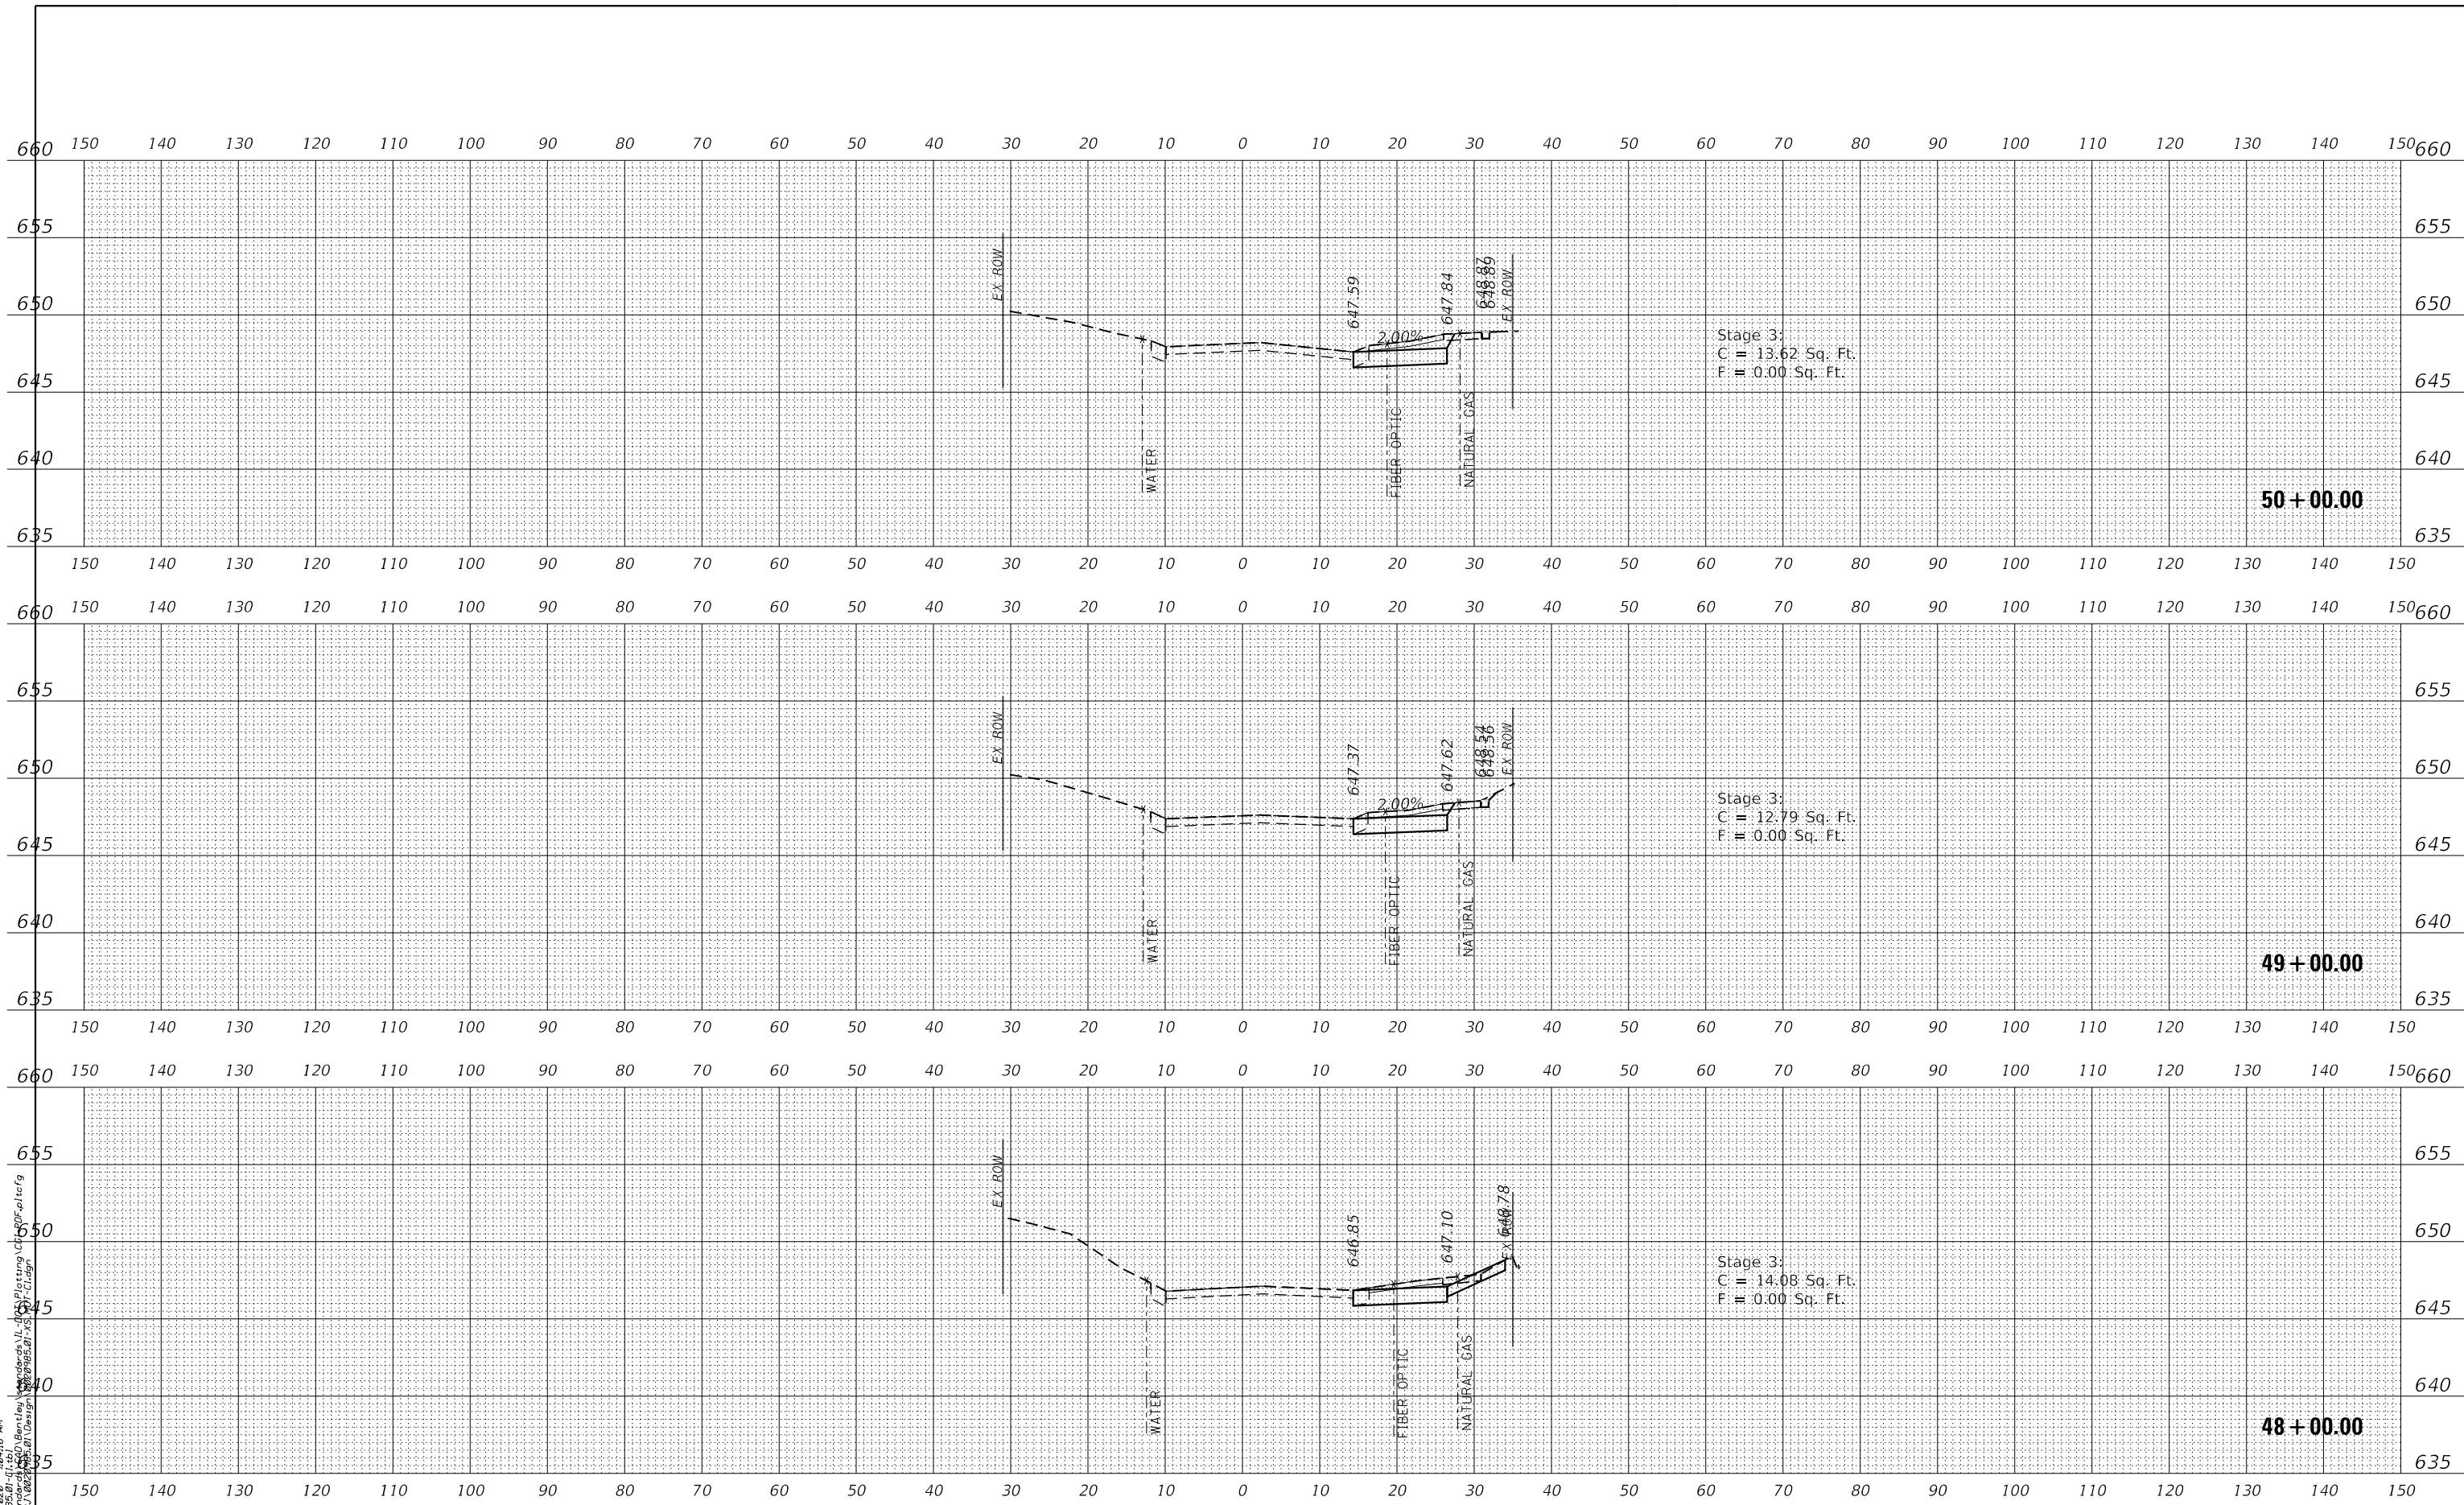 150 140 130 120 110 100 90 80 70 60 50 40 30 20 10 0 10 20 30 40 50 60 70 80 90 100 110 120 130 140 150
660 660
655 655
EX ROW
647.59
647.84
648.87
648.89
EX ROW
650 650
2.00%
Stage 3:
C = 13.62 Sq. Ft.
F = 0.00 Sq. Ft.
645 645
WATER
FIBER OPTIC
NATURAL GAS
640 640
50 + 00.00
635 635
150 140 130 120 110 100 90 80 70 60 50 40 30 20 10 0 10 20 30 40 50 60 70 80 90 100 110 120 130 140 150
150 140 130 120 110 100 90 80 70 60 50 40 30 20 10 0 10 20 30 40 50 60 70 80 90 100 110 120 130 140 150
660 660
655 655
EX ROW
647.37
647.62
648.54
648.56
EX ROW
650 650
2.00%
Stage 3:
C = 12.79 Sq. Ft.
F = 0.00 Sq. Ft.
645 645
WATER
FIBER OPTIC
NATURAL GAS
640 640
49 + 00.00
635 635
150 140 130 120 110 100 90 80 70 60 50 40 30 20 10 0 10 20 30 40 50 60 70 80 90 100 110 120 130 140 150
150 140 130 120 110 100 90 80 70 60 50 40 30 20 10 0 10 20 30 40 50 60 70 80 90 100 110 120 130 140 150
660 660
655 655
EX ROW
646.85
647.10
648.78
EX ROW
650 650
Stage 3:
C = 14.08 Sq. Ft.
F = 0.00 Sq. Ft.
645 645
WATER
FIBER OPTIC
NATURAL GAS
640 640
48 + 00.00
635 635
150 140 130 120 110 100 90 80 70 60 50 40 30 20 10 0 10 20 30 40 50 60 70 80 90 100 110 120 130 140 150